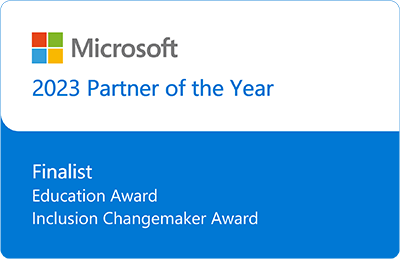 Microsoft
2023 Partner of the Year
Finalist
Education Award
Inclusion Changemaker Award